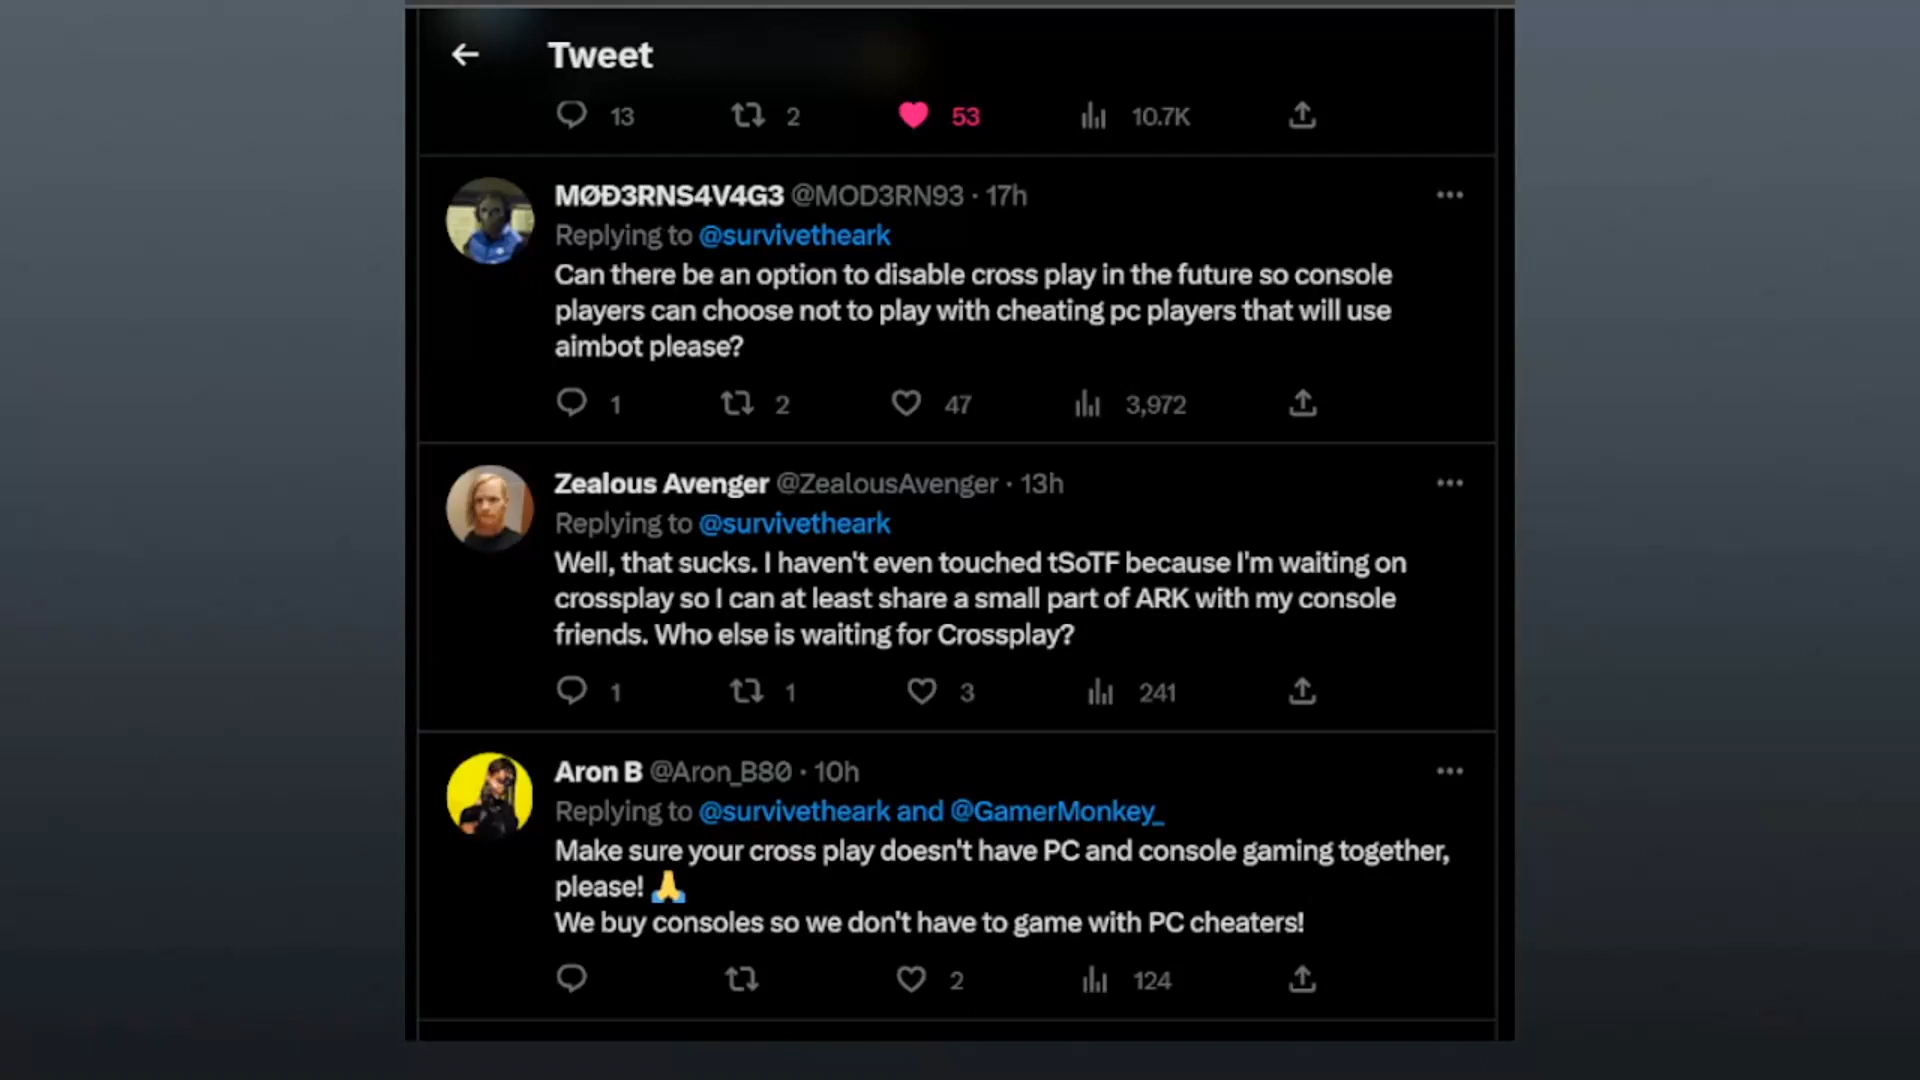 Tweet
13 2 53 10.7K
MØĐ3RNS4V4G3 @MOD3RN93 · 17h
Replying to @survivetheark
Can there be an option to disable cross play in the future so console
players can choose not to play with cheating pc players that will use
aimbot please?
1 2 47 3,972
Zealous Avenger @ZealousAvenger · 13h
Replying to @survivetheark
Well, that sucks. I haven't even touched tSoTF because I'm waiting on
crossplay so I can at least share a small part of ARK with my console
friends. Who else is waiting for Crossplay?
1 1 3 241
Aron B @Aron_B80 · 10h
Replying to @survivetheark and @GamerMonkey_
Make sure your cross play doesn't have PC and console gaming together,
please! 🙏
We buy consoles so we don't have to game with PC cheaters!
2 124